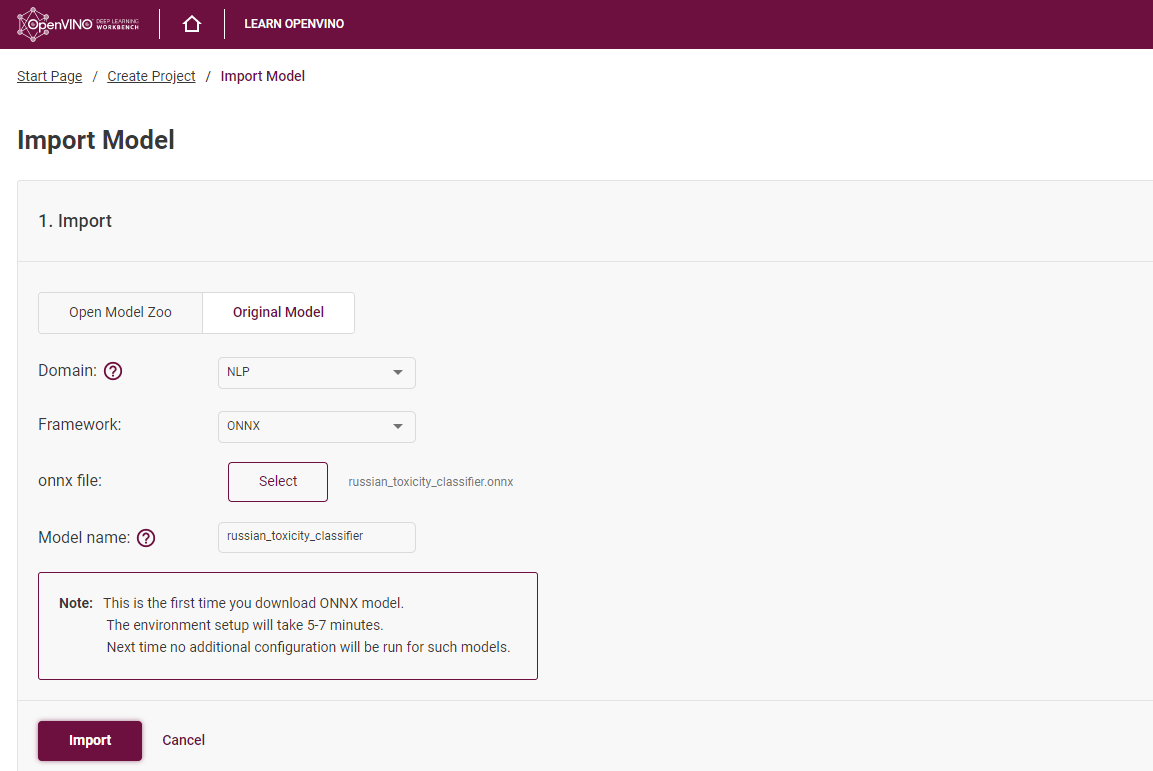 OpenVINO DEEP LEARNING WORKBENCH LEARN OPENVINO
Start Page / Create Project / Import Model
Import Model
1. Import
Open Model Zoo Original Model
Domain: ? NLP
Framework: ONNX
onnx file: Select russian_toxicity_classifier.onnx
Model name: ? russian_toxicity_classifier
Note: This is the first time you download ONNX model.
The environment setup will take 5-7 minutes.
Next time no additional configuration will be run for such models.
Import Cancel